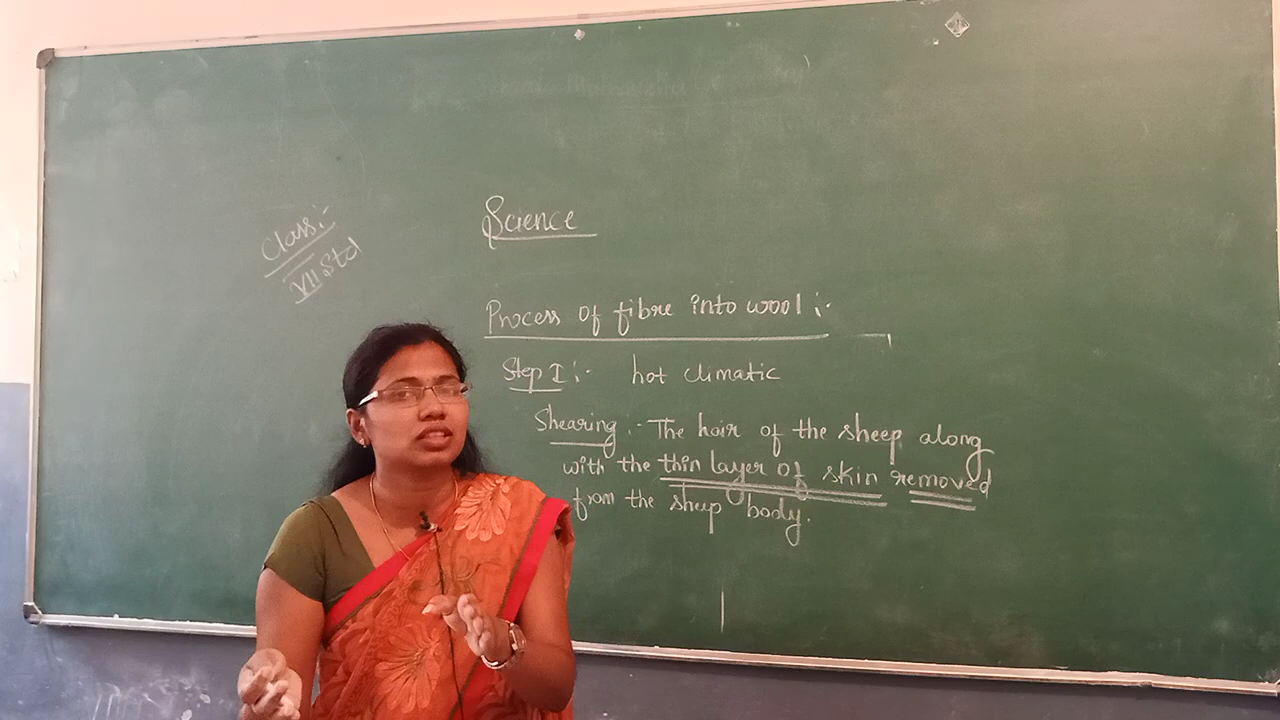 Class:-
VII Std
Science
Process of fibre into wool:-
Step I:- hot climatic
Shearing:- The hair of the sheep along
with the thin layer of skin removed
from the sheep body.